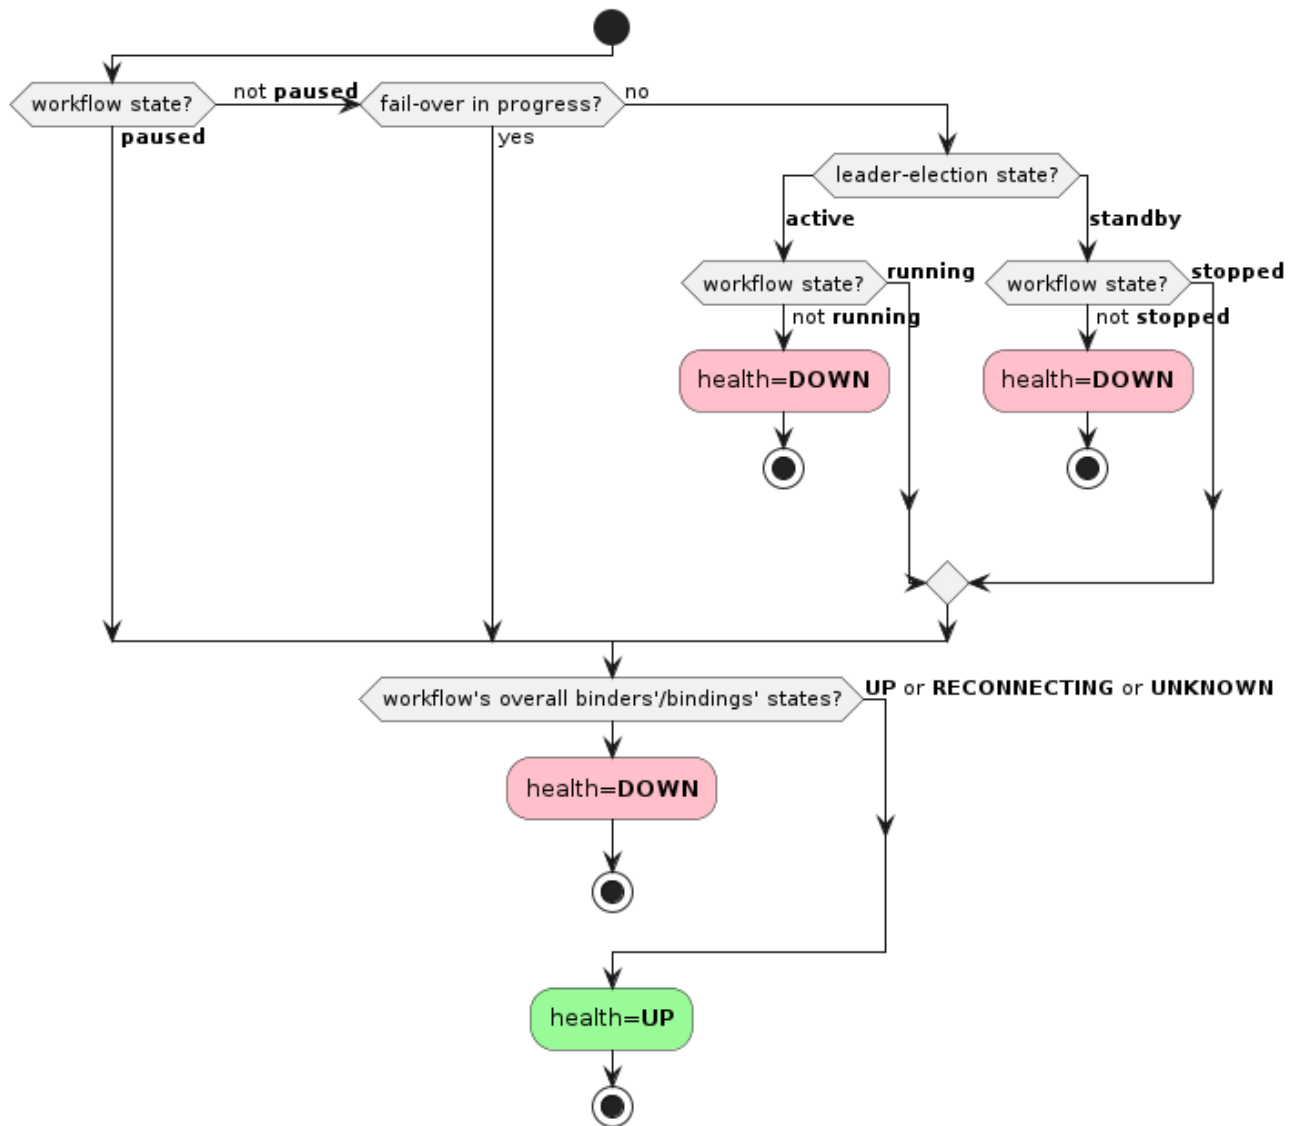 workflow state?
not paused
fail-over in progress?
no
paused
yes
leader-election state?
active
standby
workflow state?
running
workflow state?
stopped
not running
not stopped
health=DOWN
health=DOWN
workflow's overall binders'/bindings' states?
UP or RECONNECTING or UNKNOWN
health=DOWN
health=UP